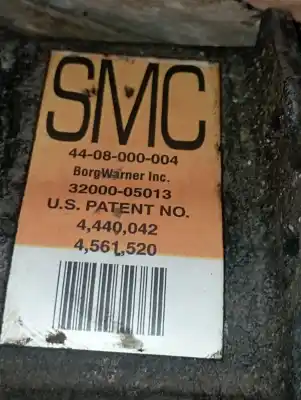 SMC
44-08-000-004
BorgWarner Inc.
32000-05013
U.S. PATENT NO.
4,440,042
4,561,520